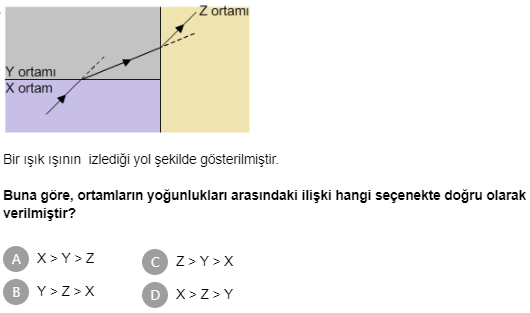 Z ortamı
Y ortamı
X ortam
Bir ışık ışının izlediği yol şekilde gösterilmiştir.
Buna göre, ortamların yoğunlukları arasındaki ilişki hangi seçenekte doğru olarak
verilmiştir?
A X > Y > Z
C Z > Y > X
B Y > Z > X
D X > Z > Y